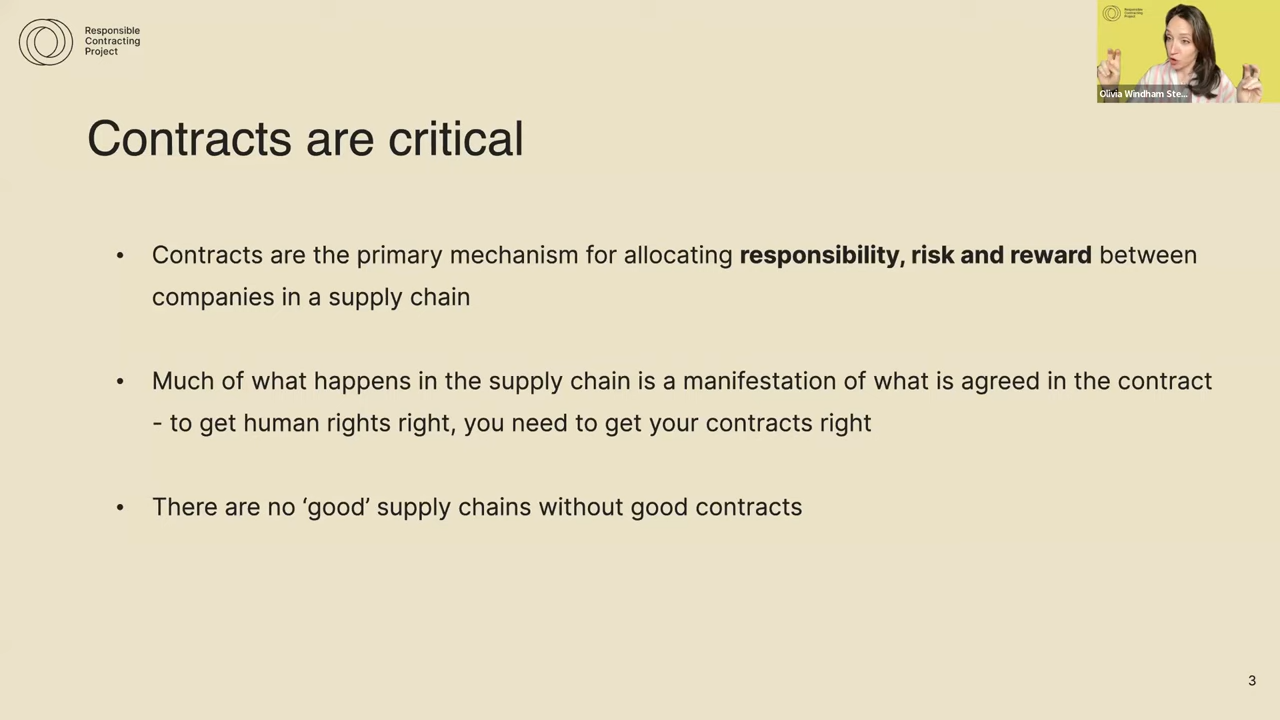 Responsible
Contracting
Project
Responsible
Contracting
Project
Olivia Windham Ste...
Contracts are critical
• Contracts are the primary mechanism for allocating responsibility, risk and reward between
companies in a supply chain
• Much of what happens in the supply chain is a manifestation of what is agreed in the contract
- to get human rights right, you need to get your contracts right
• There are no ‘good’ supply chains without good contracts
3